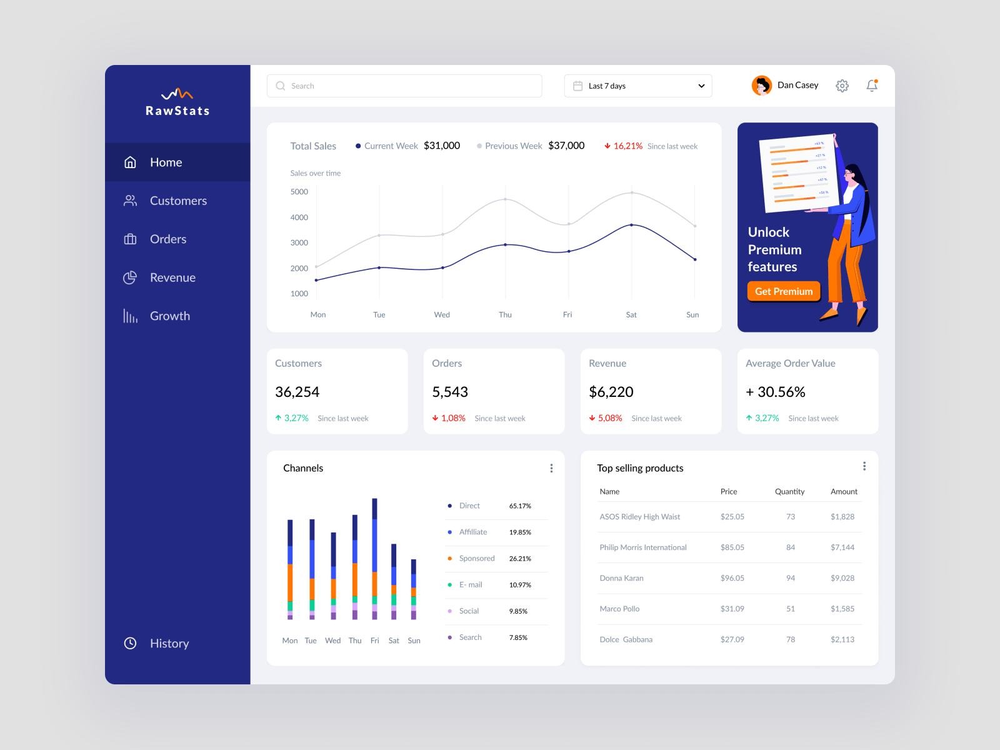 RawStats
Home
Customers
Orders
Revenue
Growth
History
Search
Last 7 days
Dan Casey
Total Sales
Current Week $31,000
Previous Week $37,000
16,21% Since last week
Sales over time
5000
4000
3000
2000
1000
Mon Tue Wed Thu Fri Sat Sun
+63 %
+21 %
+12 %
+47 %
+56 %
Unlock
Premium
features
Get Premium
Customers
36,254
3,27% Since last week
Orders
5,543
1,08% Since last week
Revenue
$6,220
5,08% Since last week
Average Order Value
+ 30.56%
3,27% Since last week
Channels
Mon Tue Wed Thu Fri Sat Sun
Direct 65.17%
Affilliate 19.85%
Sponsored 26.21%
E- mail 10.97%
Social 9.85%
Search 7.85%
Top selling products
Name Price Quantity Amount
ASOS Ridley High Waist $25.05 73 $1,828
Philip Morris International $85.05 84 $7,144
Donna Karan $96.05 94 $9,028
Marco Pollo $31.09 51 $1,585
Dolce Gabbana $27.09 78 $2,113